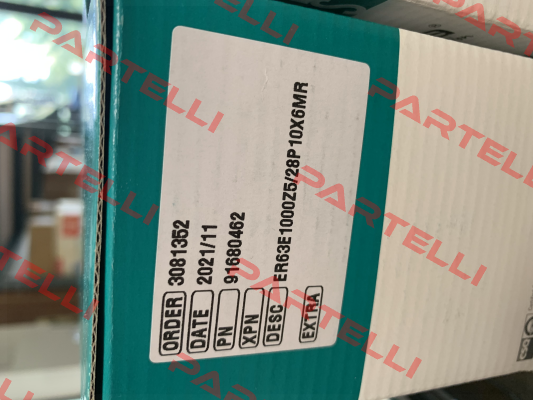 ORDER 3081352
DATE 2021/11
PN 91680462
XPN
DESC ER63E1000Z5/28P10X6MR
EXTRA
PARTELLI
PARTELLI
PARTELLI
PARTELLI
PARTELLI
PARTELLI